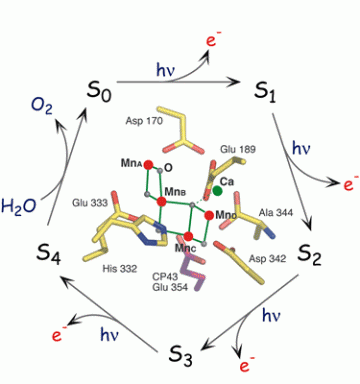 e-
hν
S0
S1
O2
Asp 170
hν
MnA
O
Glu 189
Ca
H2O
Glu 333
MnB
MnD
Ala 344
e-
S4
MnC
Asp 342
S2
His 332
CP43
Glu 354
e-
hν
hν
S3
e-